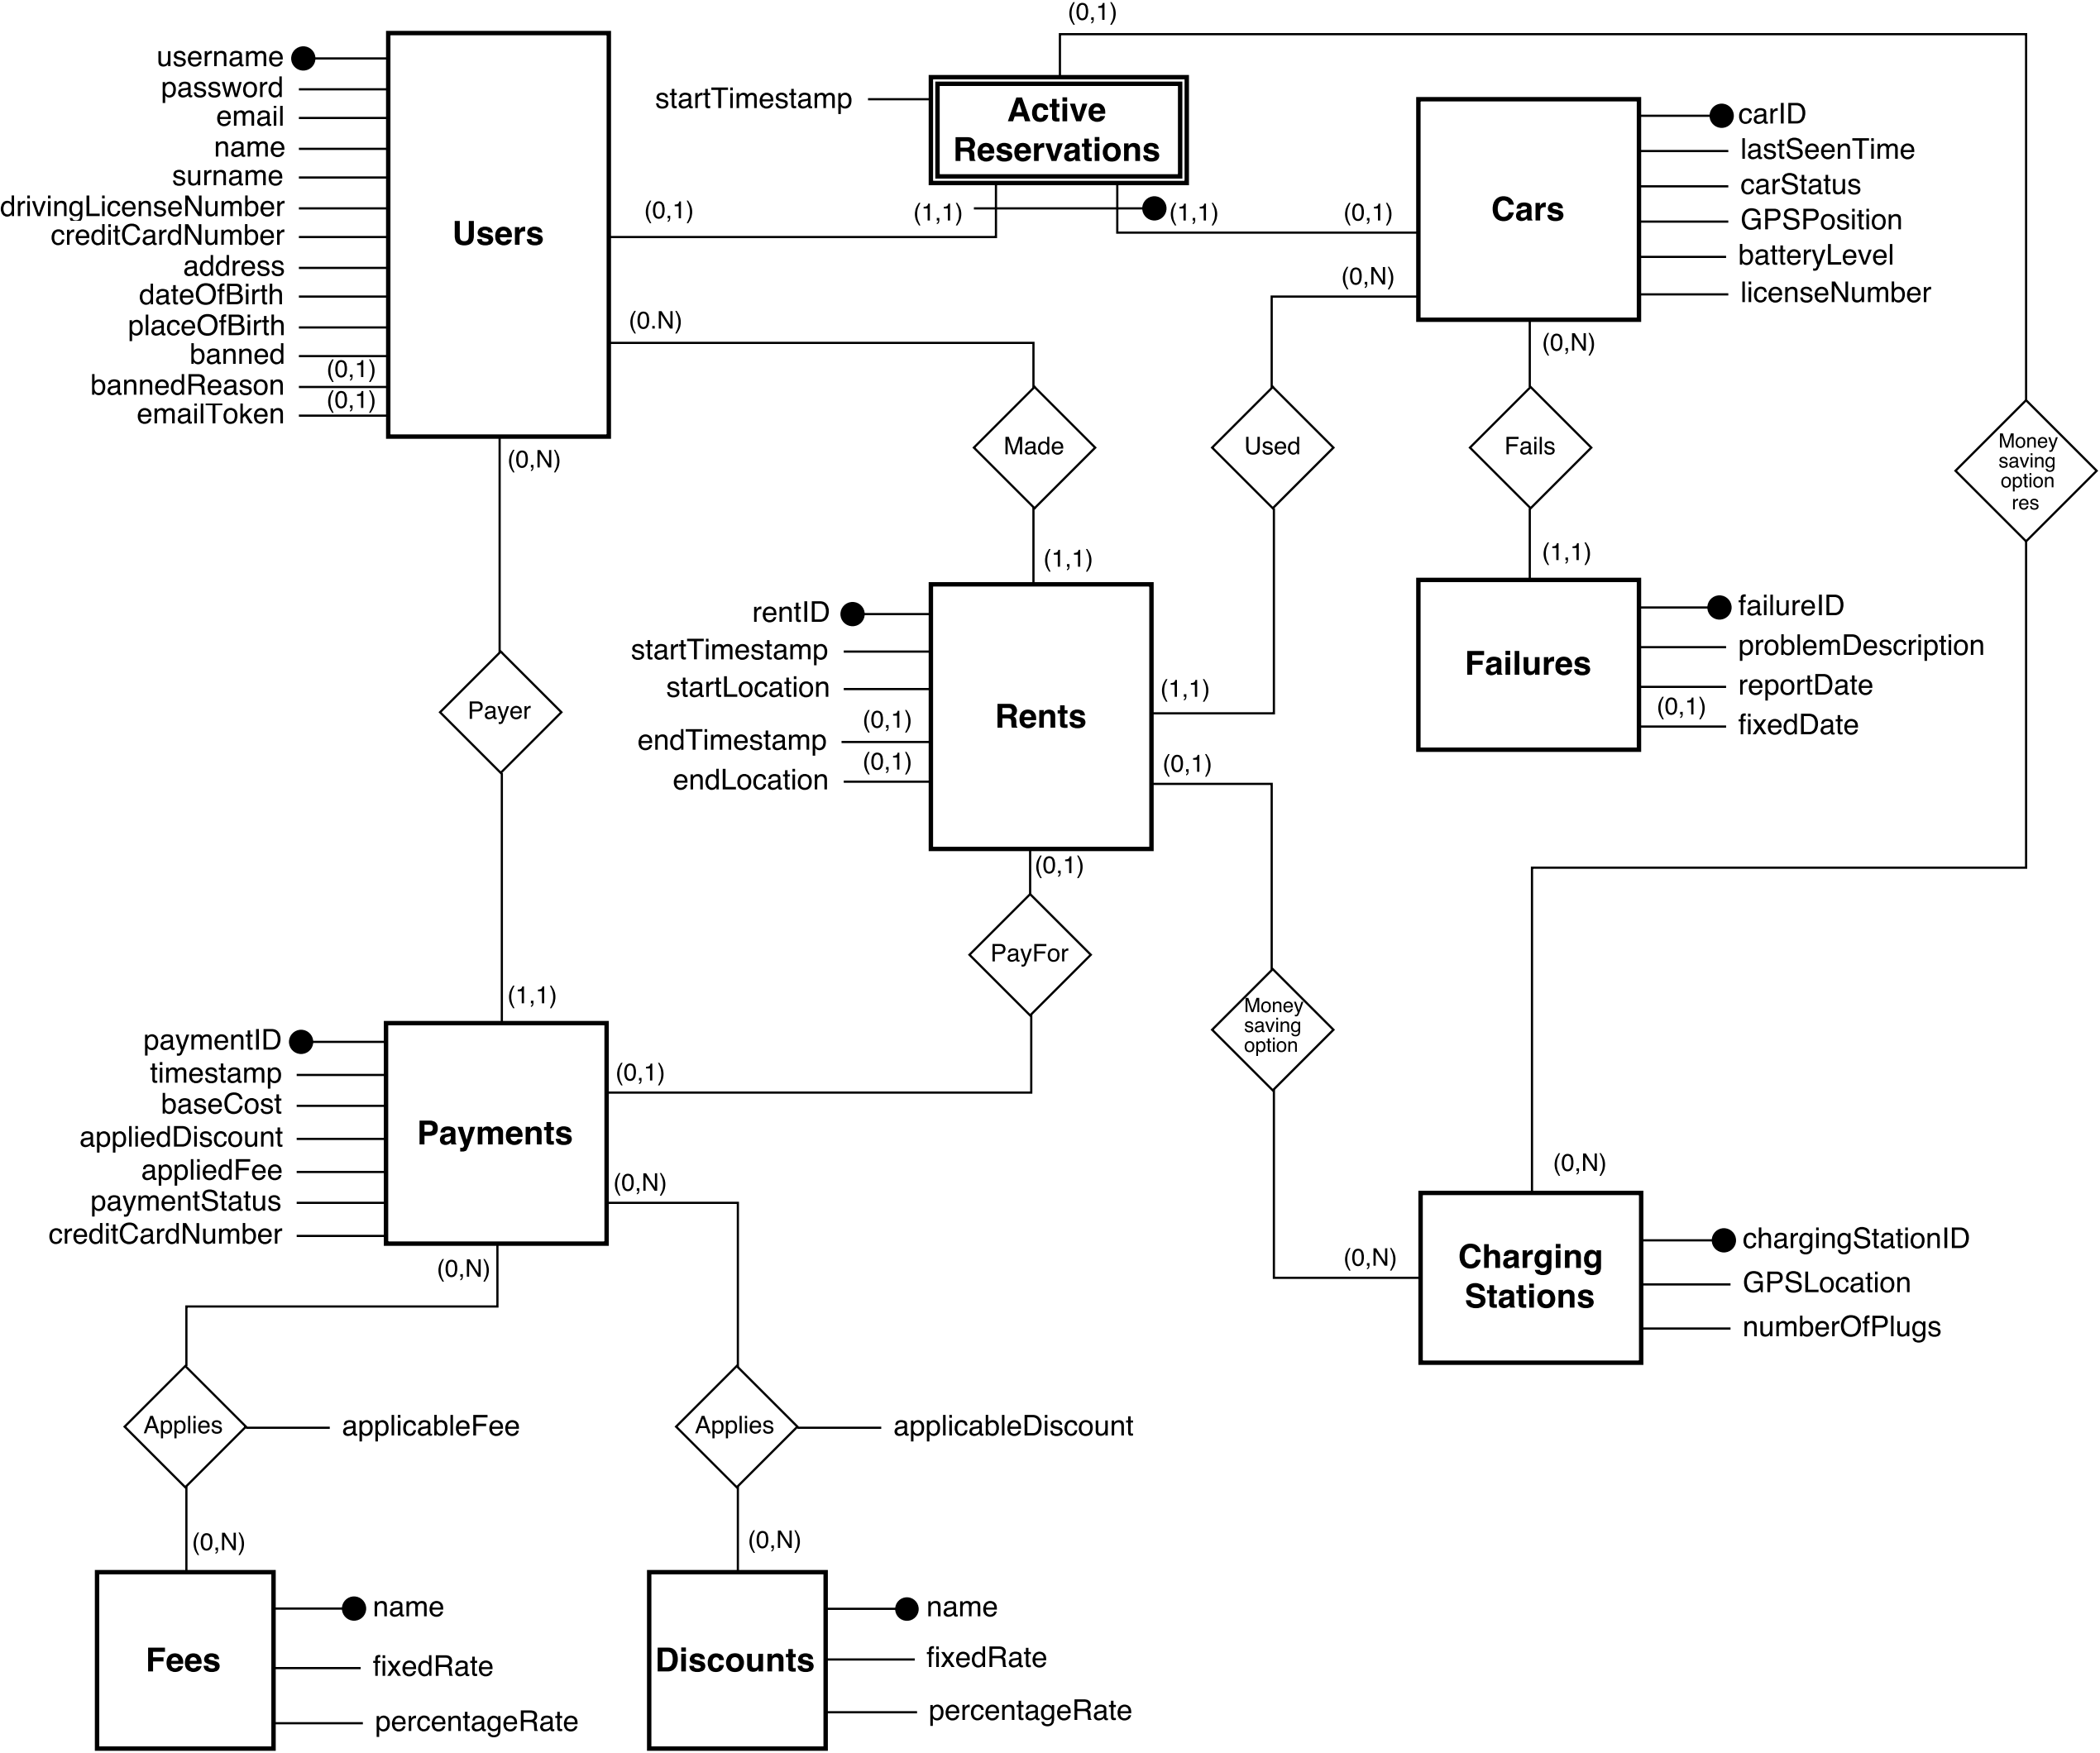 (0,1)
username
password
email
name
surname
drivingLicenseNumber
creditCardNumber
address
dateOfBirth
placeOfBirth
banned
(0,1)
bannedReason
(0,1)
emailToken
Users
(0,1)
(0.N)
(0,N)
startTimestamp
Active
Reservations
(1,1)
(1,1)
(0,1)
(0,N)
Cars
carID
lastSeenTime
carStatus
GPSPosition
batteryLevel
licenseNumber
(0,N)
Made
Used
Fails
Money
saving
option
res
(1,1)
(1,1)
rentID
startTimestamp
startLocation
(0,1)
endTimestamp
(0,1)
endLocation
Rents
(1,1)
(0,1)
(0,1)
Failures
failureID
problemDescription
reportDate
(0,1)
fixedDate
Payer
PayFor
Money
saving
option
(1,1)
paymentID
timestamp
baseCost
appliedDiscount
appliedFee
paymentStatus
creditCardNumber
Payments
(0,1)
(0,N)
(0,N)
(0,N)
(0,N)
Charging
Stations
chargingStationID
GPSLocation
numberOfPlugs
Applies
applicableFee
Applies
applicableDiscount
(0,N)
(0,N)
Fees
name
fixedRate
percentageRate
Discounts
name
fixedRate
percentageRate